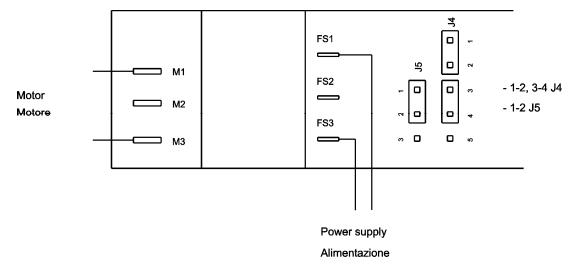 J4
FS1
1
J5
2
M1
Motor
Motore
M2
FS2
1
3
- 1-2, 3-4 J4
2
4
- 1-2 J5
M3
FS3
3
5
Power supply
Alimentazione